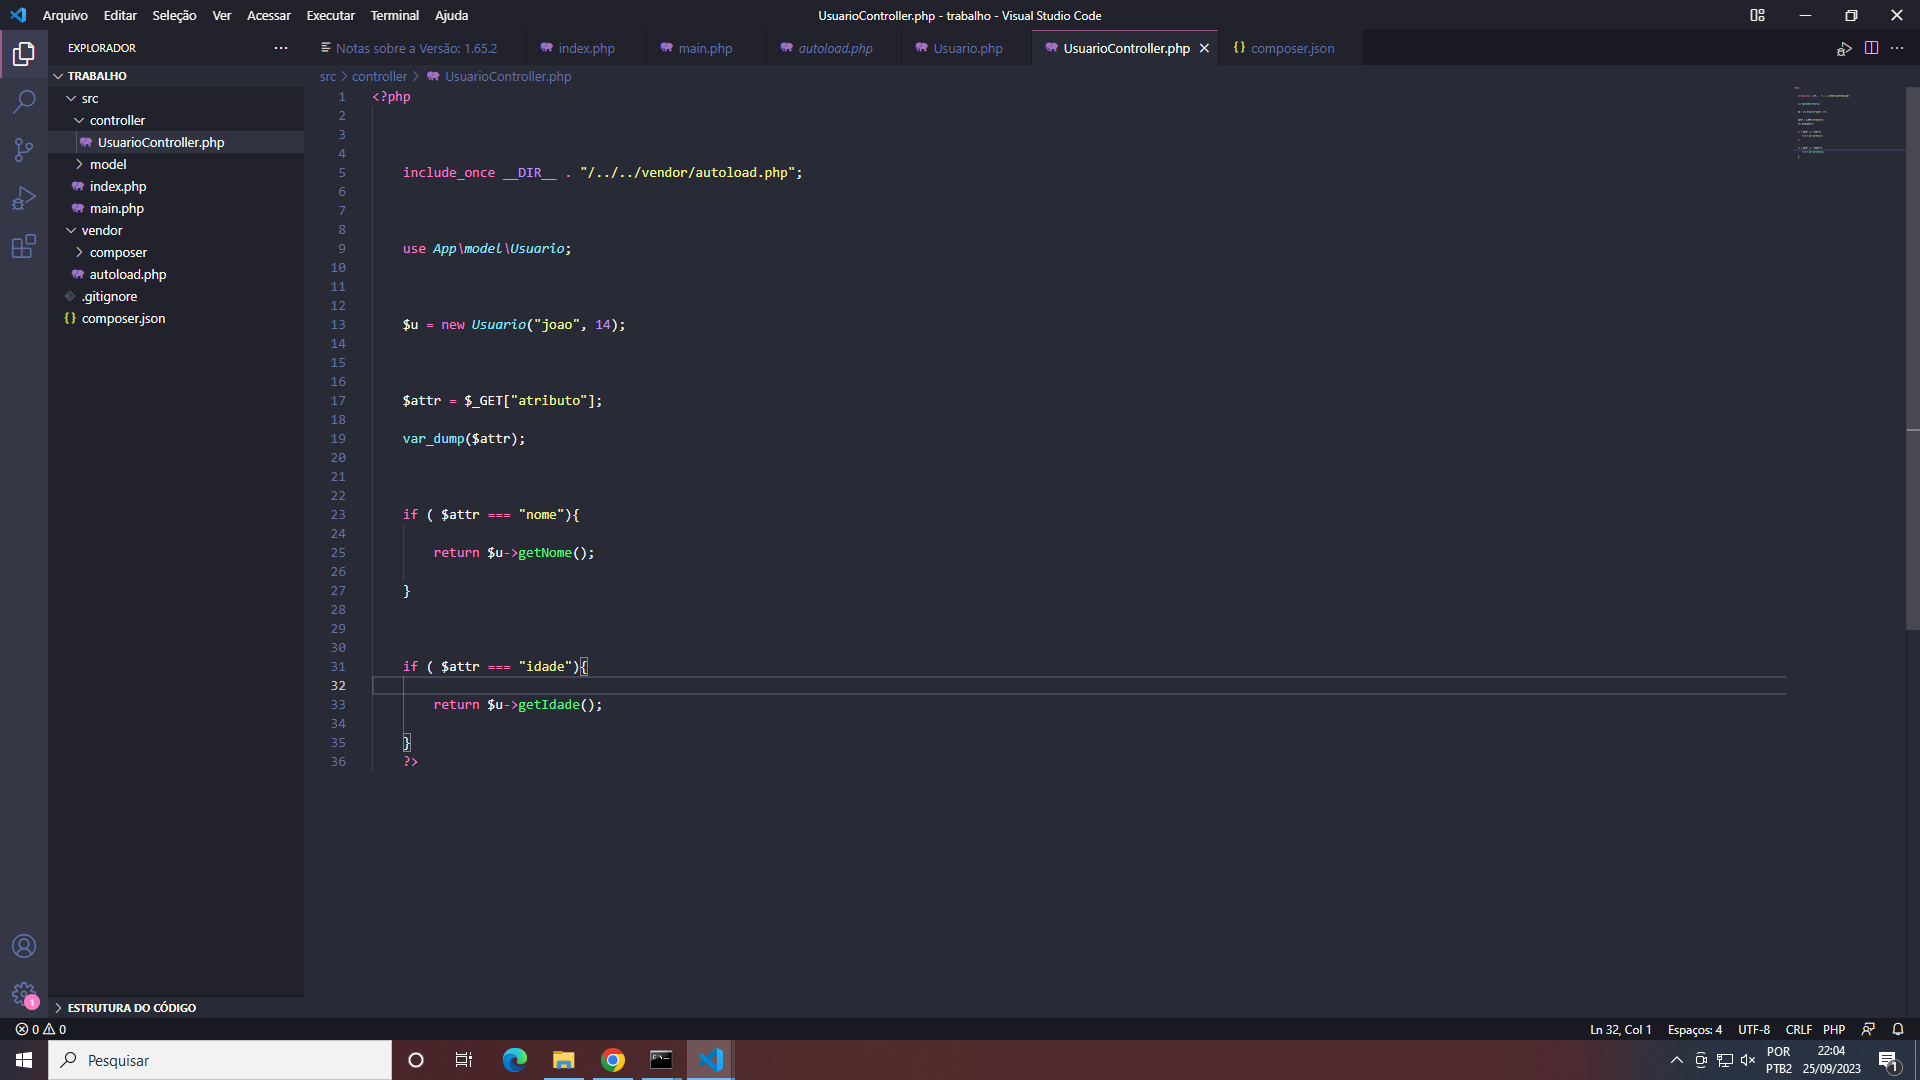 Arquivo Editar Seleção Ver Acessar Executar Terminal Ajuda
UsuarioController.php - trabalho - Visual Studio Code
EXPLORADOR
Notas sobre a Versão: 1.65.2
index.php
main.php
autoload.php
Usuario.php
UsuarioController.php
{} composer.json
TRABALHO
src
controller
UsuarioController.php
model
index.php
main.php
vendor
composer
autoload.php
.gitignore
{} composer.json
src > controller > UsuarioController.php
1 <?php
2
3
4
5 include_once __DIR__ . "/../../vendor/autoload.php";
6
7
8
9 use App\model\Usuario;
10
11
12
13 $u = new Usuario("joao", 14);
14
15
16
17 $attr = $_GET["atributo"];
18
19 var_dump($attr);
20
21
22
23 if ( $attr === "nome"){
24
25 return $u->getNome();
26
27 }
28
29
30
31 if ( $attr === "idade"){
32
33 return $u->getIdade();
34
35 }
36 ?>
1
ESTRUTURA DO CÓDIGO
0 0
Ln 32, Col 1 Espaços: 4 UTF-8 CRLF PHP
Pesquisar
POR
PTB2
22:04
25/09/2023
1